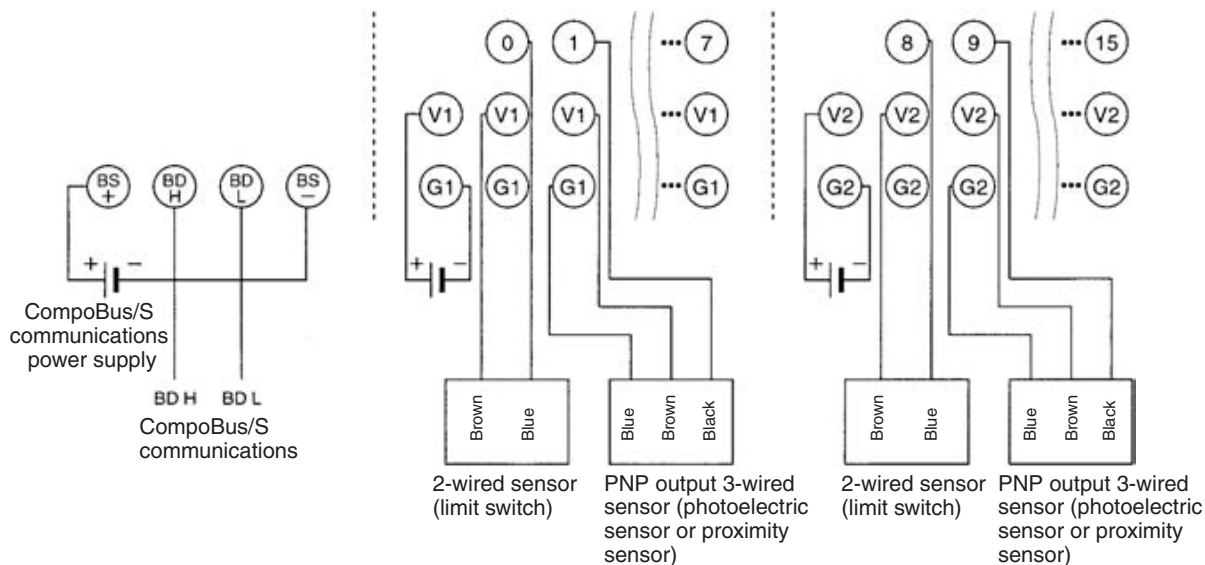 0 1 ••• 7 8 9 ••• 15
V1 V1 V1 ••• V1 V2 V2 V2 ••• V2
BS + BD H BD L BS −
G1 G1 G1 ••• G1 G2 G2 G2 ••• G2
+ − + − + −
CompoBus/S
communications
power supply
BD H BD L
CompoBus/S
communications
Brown Blue
Blue Brown Black
Brown Blue
Blue Brown Black
2-wired sensor
(limit switch)
PNP output 3-wired
sensor (photoelectric
sensor or proximity
sensor)
2-wired sensor
(limit switch)
PNP output 3-wired
sensor (photoelectric
sensor or proximity
sensor)